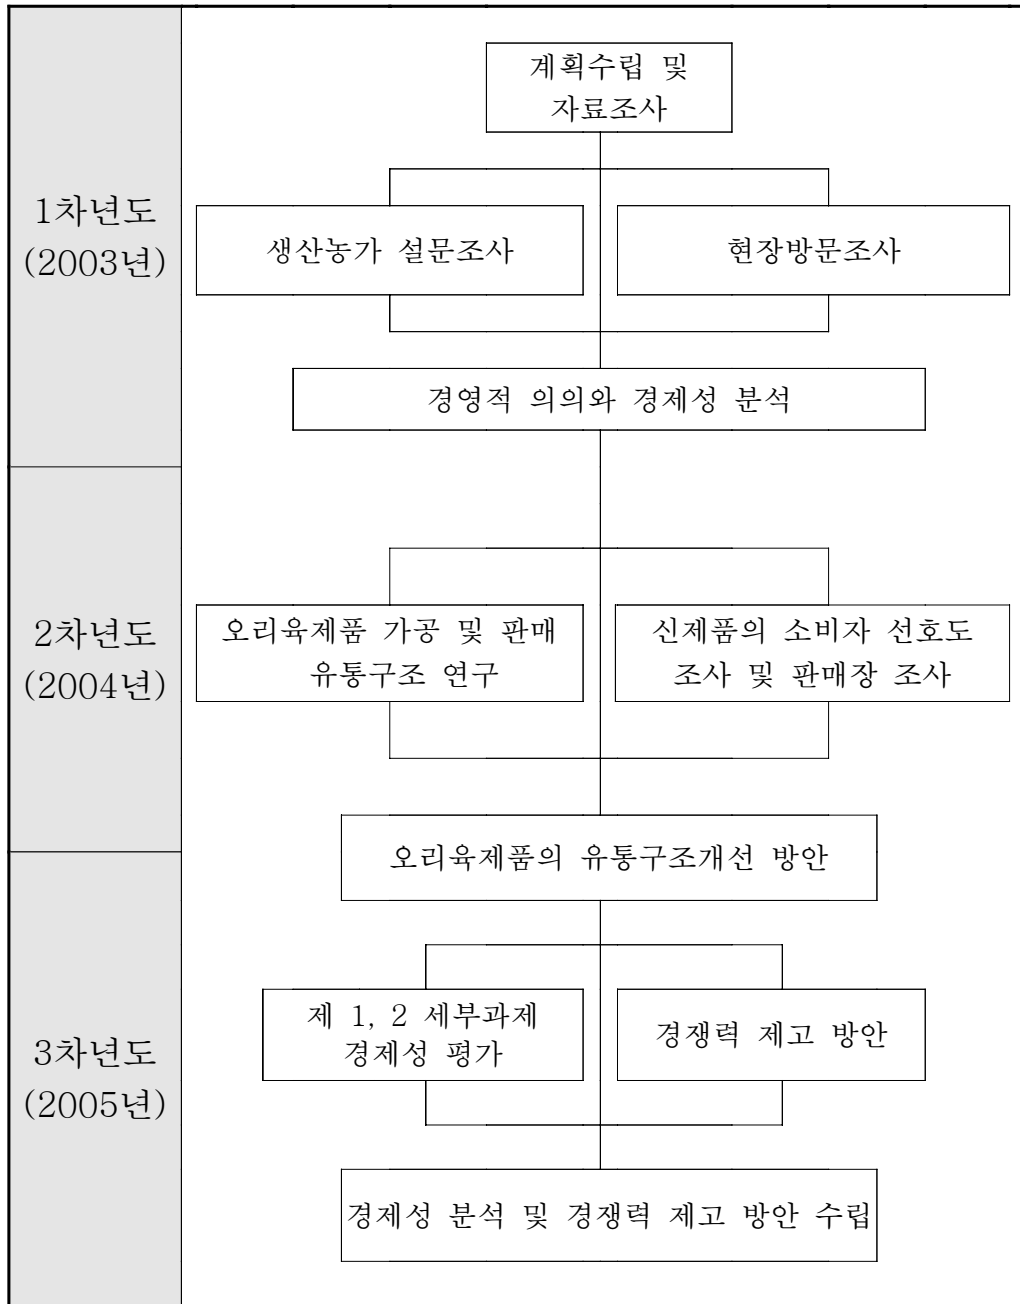 계획수립 및
자료조사
1차년도
(2003년)
생산농가 설문조사
현장방문조사
경영적 의의와 경제성 분석
2차년도
(2004년)
오리육제품 가공 및 판매
유통구조 연구
신제품의 소비자 선호도
조사 및 판매장 조사
오리육제품의 유통구조개선 방안
3차년도
(2005년)
제 1, 2 세부과제
경제성 평가
경쟁력 제고 방안
경제성 분석 및 경쟁력 제고 방안 수립